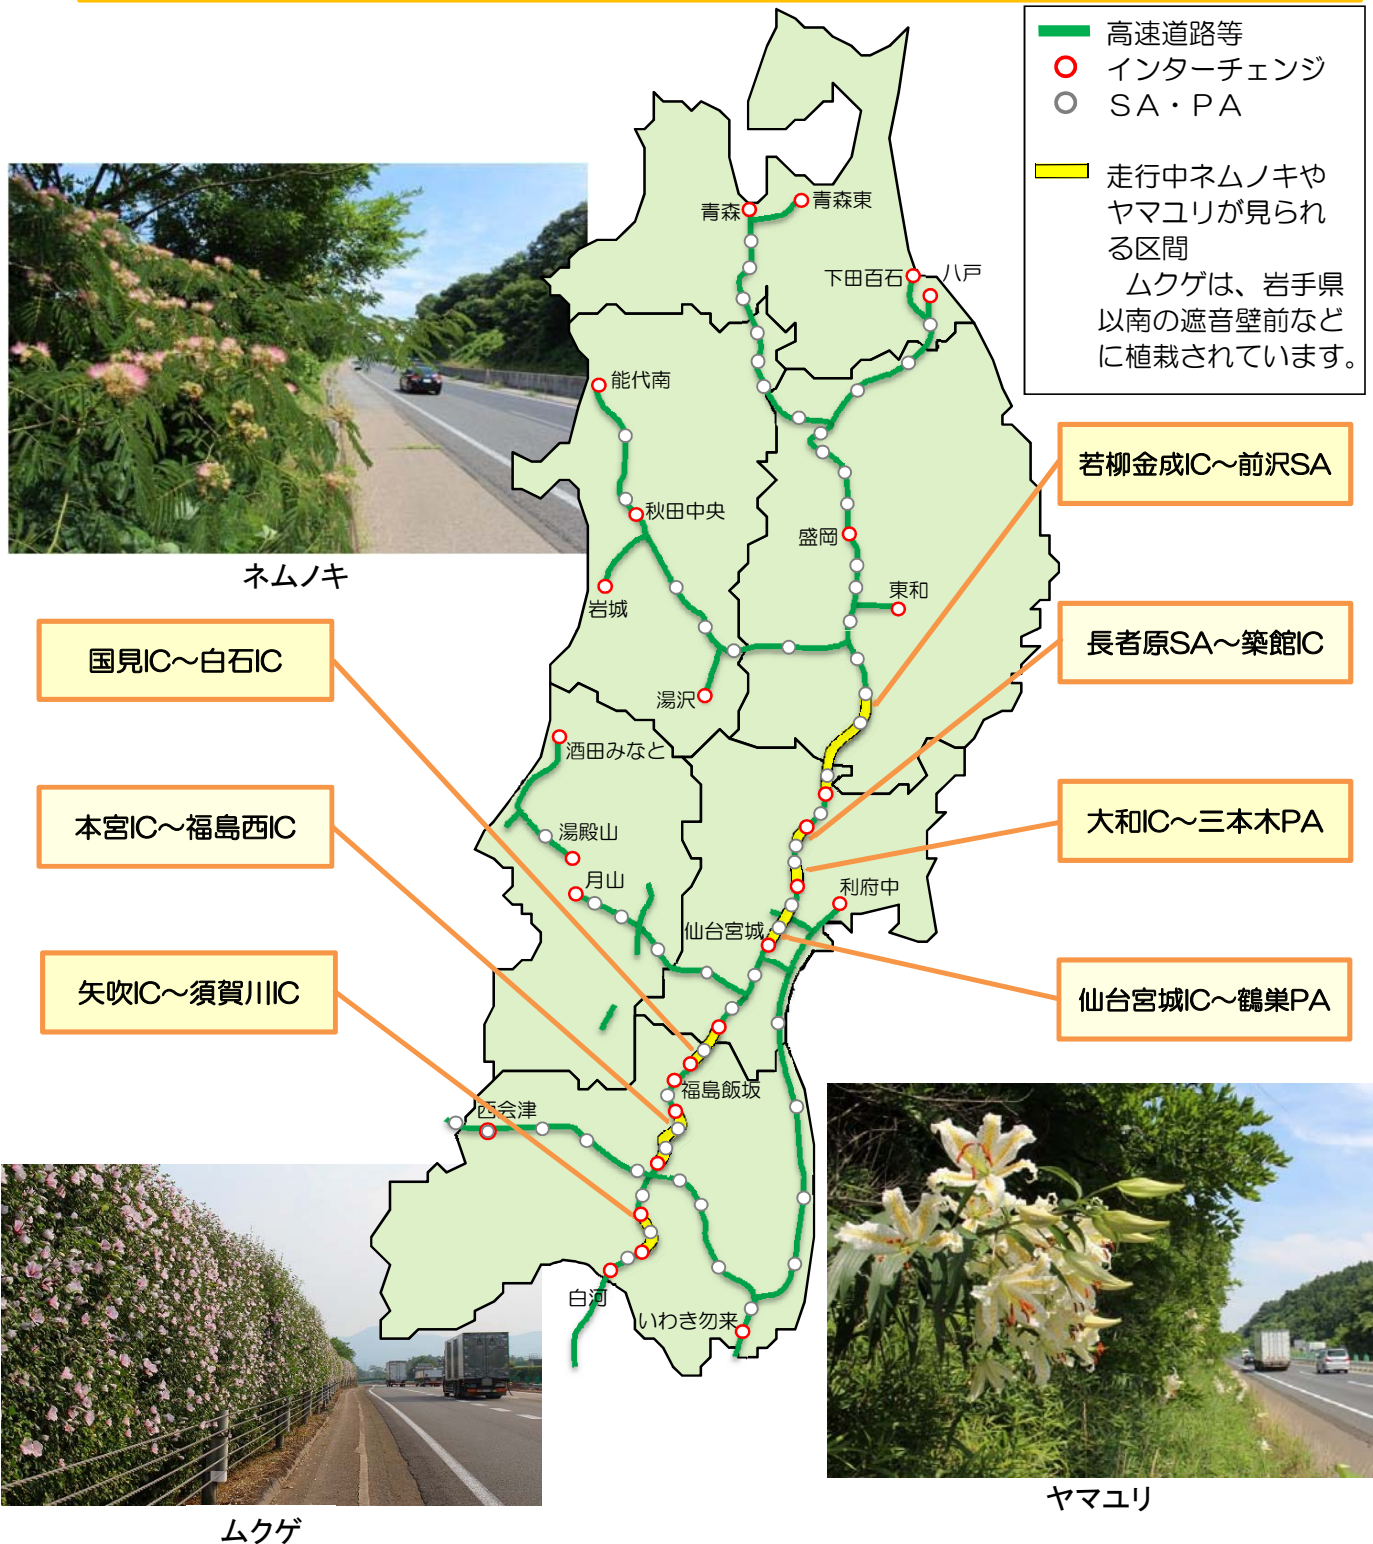 高速道路等
インターチェンジ
ＳＡ・ＰＡ
走行中ネムノキや
ヤマユリが見られ
る区間
ムクゲは、岩手県
以南の遮音壁前など
に植栽されています。
青森
青森東
下田百石
八戸
能代南
秋田中央
岩城
盛岡
東和
湯沢
酒田みなと
湯殿山
月山
利府中
仙台宮城
福島飯坂
西会津
白河
いわき勿来
若柳金成IC～前沢SA
長者原SA～築館IC
大和IC～三本木PA
仙台宮城IC～鶴巣PA
国見IC～白石IC
本宮IC～福島西IC
矢吹IC～須賀川IC
ネムノキ
ムクゲ
ヤマユリ